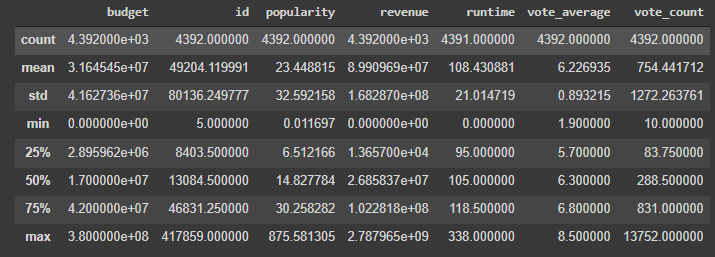 budget id popularity revenue runtime vote_average vote_count
count 4.392000e+03 4392.000000 4392.000000 4.392000e+03 4391.000000 4392.000000 4392.000000
mean 3.164545e+07 49204.119991 23.448815 8.990969e+07 108.430881 6.226935 754.441712
std 4.162736e+07 80136.249777 32.592158 1.682870e+08 21.014719 0.893215 1272.263761
min 0.000000e+00 5.000000 0.011697 0.000000e+00 0.000000 1.900000 10.000000
25% 2.895962e+06 8403.500000 6.512166 1.365700e+04 95.000000 5.700000 83.750000
50% 1.700000e+07 13084.500000 14.827784 2.685837e+07 105.000000 6.300000 288.500000
75% 4.200000e+07 46831.250000 30.258282 1.022818e+08 118.500000 6.800000 831.000000
max 3.800000e+08 417859.000000 875.581305 2.787965e+09 338.000000 8.500000 13752.000000